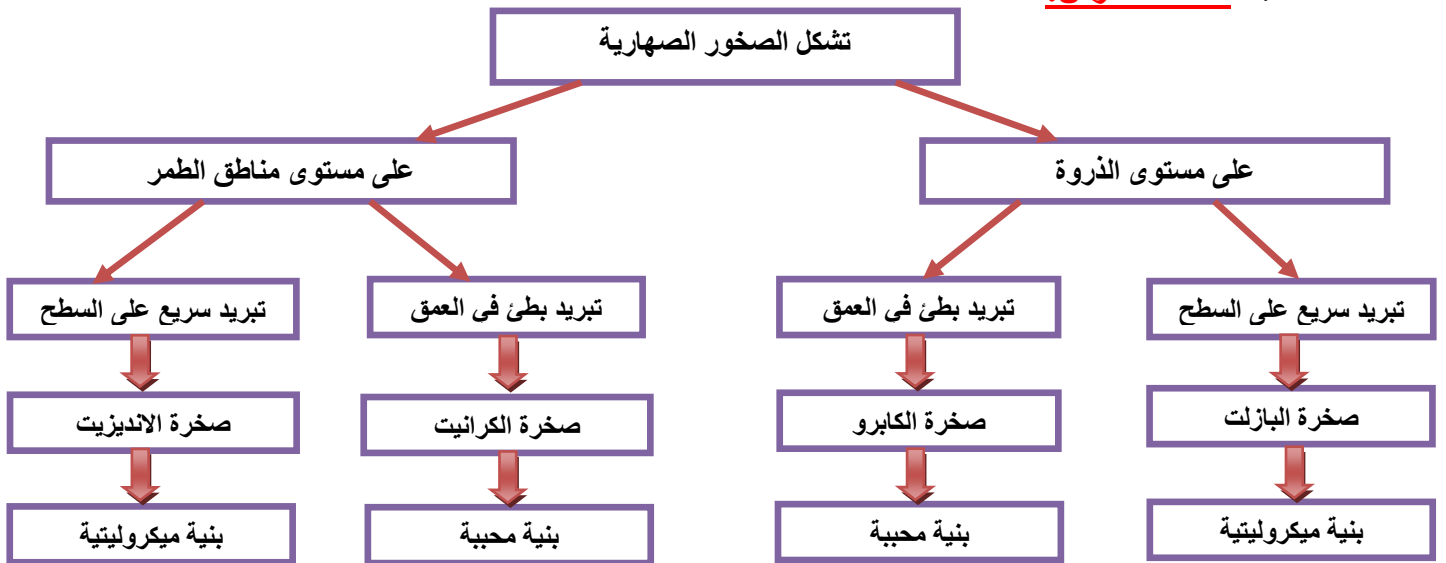 تشكل الصخور الصهارية
على مستوى الذروة
على مستوى مناطق الطمر
تبريد سريع على السطح
تبريد بطئ فى العمق
تبريد بطئ فى العمق
تبريد سريع على السطح
صخرة البازلت
صخرة الكابرو
صخرة الكرانيت
صخرة الانديزيت
بنية ميكروليتية
بنية محببة
بنية محببة
بنية ميكروليتية